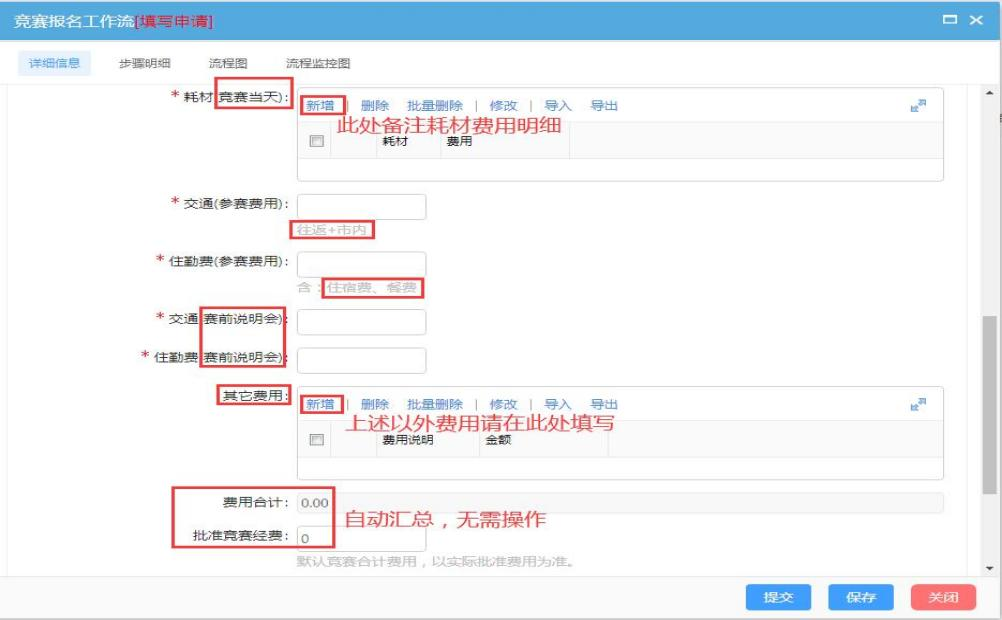 竞赛报名工作流[填写申请]
详细信息 步骤明细 流程图 流程监控图
* 耗材(竞赛当天): 新增 | 删除 批量删除 | 修改 | 导入 导出
此处备注耗材费用明细
耗材 费用
* 交通(参赛费用):
往返+市内
* 住勤费(参赛费用):
含：住宿费、餐费
* 交通(赛前说明会):
* 住勤费(赛前说明会):
其它费用: 新增 | 删除 批量删除 | 修改 | 导入 导出
上述以外费用请在此处填写
费用说明 金额
费用合计: 0.00
自动汇总，无需操作
批准竞赛经费: 0
默认竞赛合计费用，以实际批准费用为准。
提交 保存 关闭